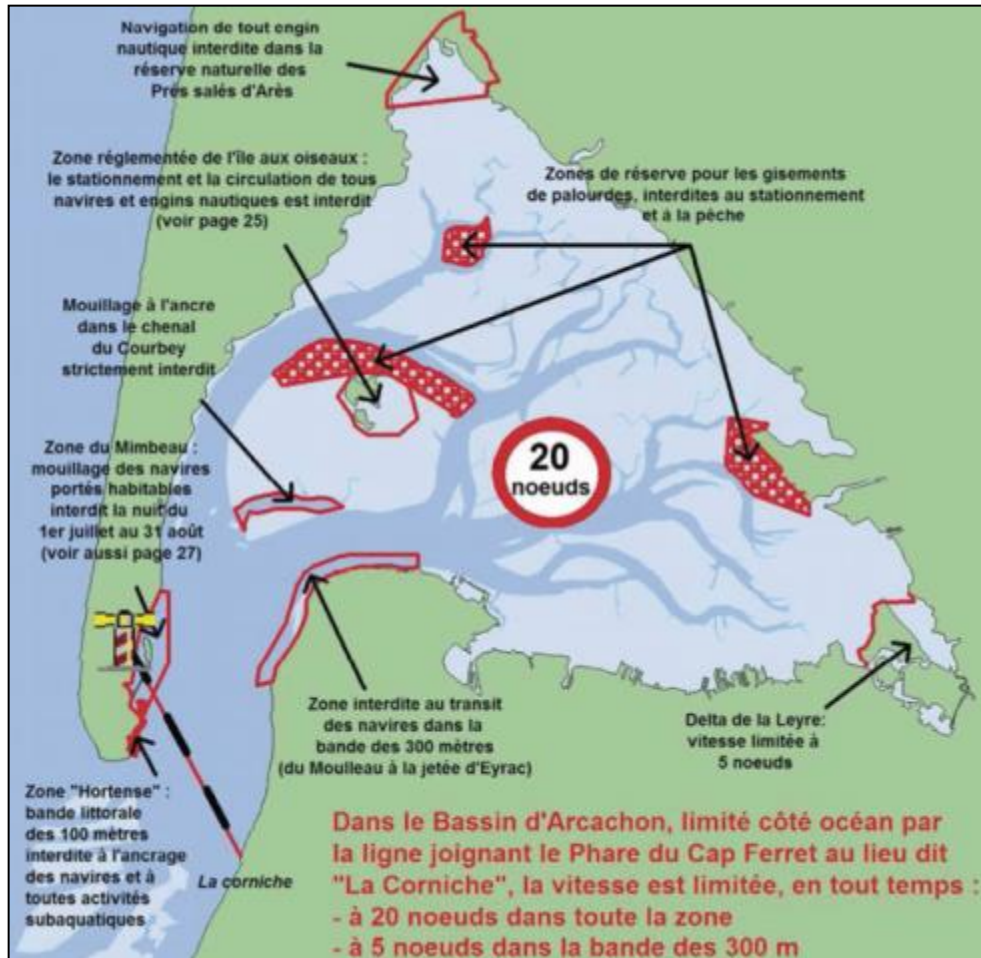 Navigation de tout engin
nautique interdite dans la
réserve naturelle des
Prés salés d'Arès
Zone réglementée de l'île aux oiseaux :
le stationnement et la circulation de tous
navires et engins nautiques est interdit
(voir page 25)
Zones de réserve pour les gisements
de palourdes, interdites au stationnement
et à la pêche
Mouillage à l'ancre
dans le chenal
du Courbey
strictement interdit
20
noeuds
Zone du Mimbeau :
mouillage des navires
portés habitables
interdit la nuit du
1er juillet au 31 août
(voir aussi page 27)
Zone interdite au transit
des navires dans la
bande des 300 mètres
(du Moulleau à la jetée d'Eyrac)
Delta de la Leyre:
vitesse limitée à
5 noeuds
Zone "Hortense" :
bande littorale
des 100 mètres
interdite à l'ancrage
des navires et à
toutes activités
subaquatiques
La corniche
Dans le Bassin d'Arcachon, limité côté océan par
la ligne joignant le Phare du Cap Ferret au lieu dit
"La Corniche", la vitesse est limitée, en tout temps :
- à 20 noeuds dans toute la zone
- à 5 noeuds dans la bande des 300 m